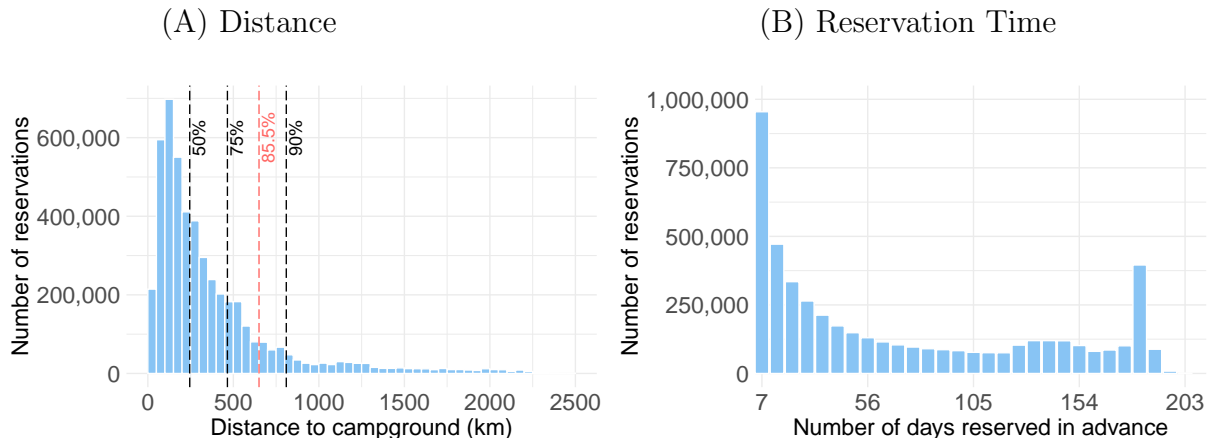 (A) Distance
Number of reservations
600,000
400,000
200,000
0
50%
75%
85.5%
90%
0 500 1000 1500 2000 2500
Distance to campground (km)
(B) Reservation Time
Number of reservations
1,000,000
750,000
500,000
250,000
0
7 56 105 154 203
Number of days reserved in advance